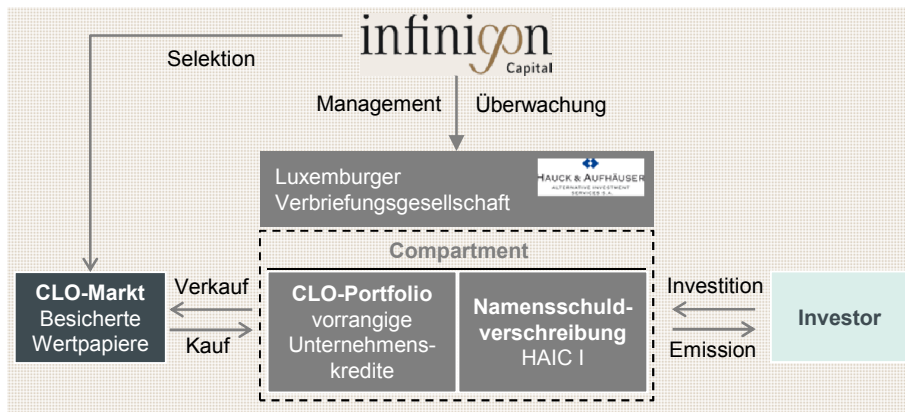 infinigon
Capital
Selektion
Management
Überwachung
Luxemburger
Verbriefungsgesellschaft
HAUCK & AUFHÄUSER
ALTERNATIVE INVESTMENT
SERVICES S.A.
Compartment
CLO-Markt
Besicherte
Wertpapiere
Verkauf
Kauf
CLO-Portfolio
vorrangige
Unternehmens-
kredite
Namensschuld-
verschreibung
HAIC I
Investition
Emission
Investor